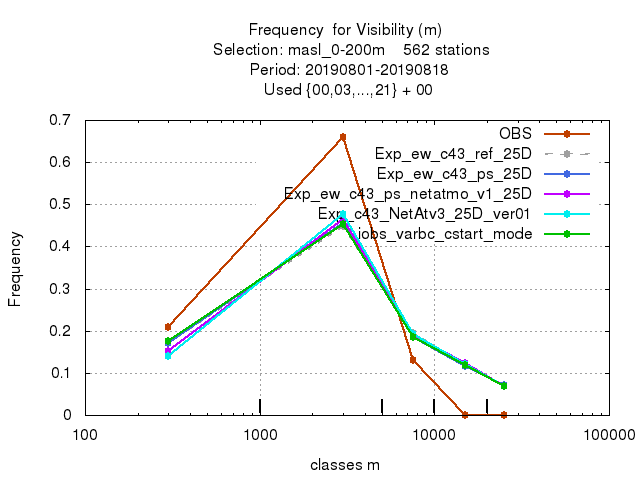 Frequency  for Visibility (m)
Selection: masl_0-200m    562 stations
Period: 20190801-20190818
Used {00,03,...,21} + 00
0.7
0.6
0.5
0.4
0.3
0.2
0.1
0
Frequency
OBS
Exp_ew_c43_ref_25D
Exp_ew_c43_ps_25D
Exp_ew_c43_ps_netatmo_v1_25D
Exp_c43_NetAtv3_25D_ver01
jobs_varbc_cstart_mode
100
1000
10000
100000
classes m